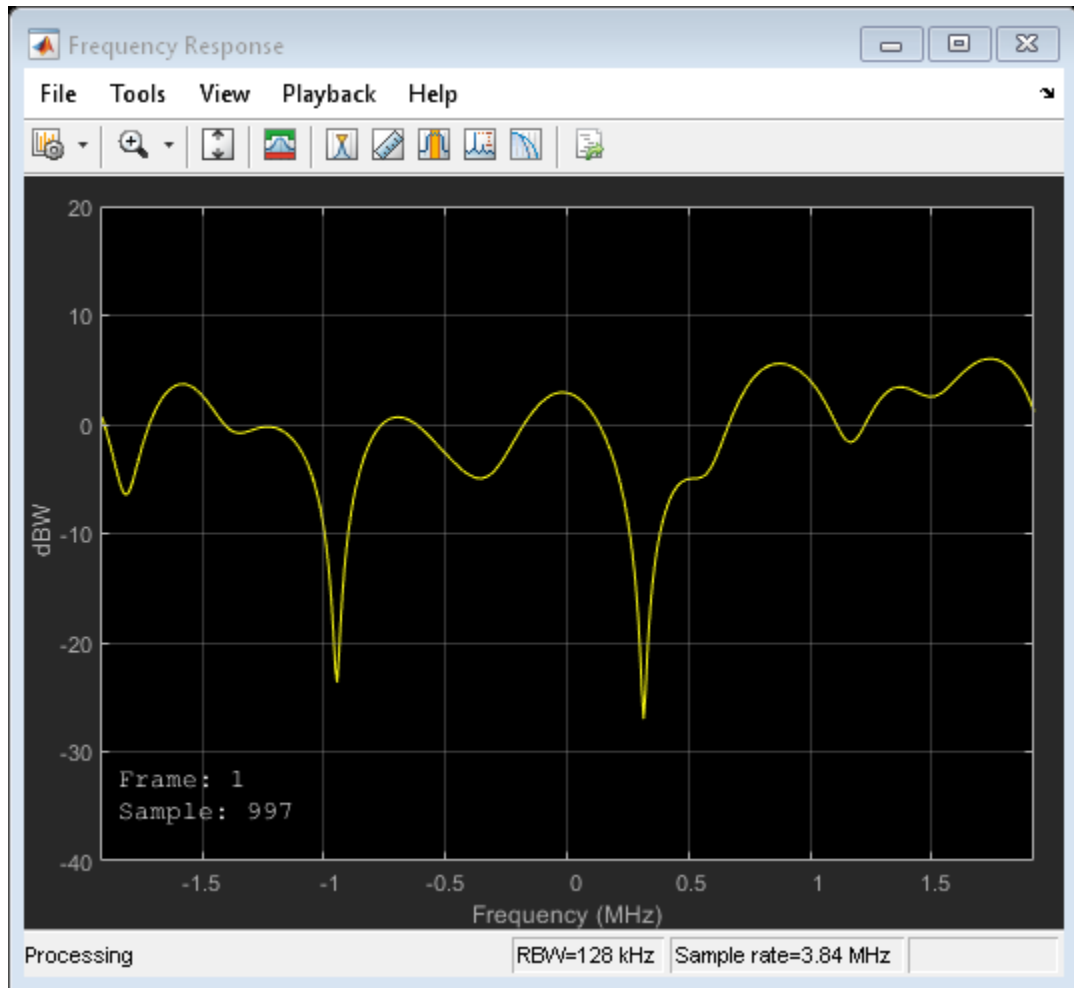 Frequency Response
File Tools View Playback Help
20
10
0
-10
-20
-30
-40
dBW
Frame: 1
Sample: 997
-1.5 -1 -0.5 0 0.5 1 1.5
Frequency (MHz)
Processing RBW=128 kHz Sample rate=3.84 MHz